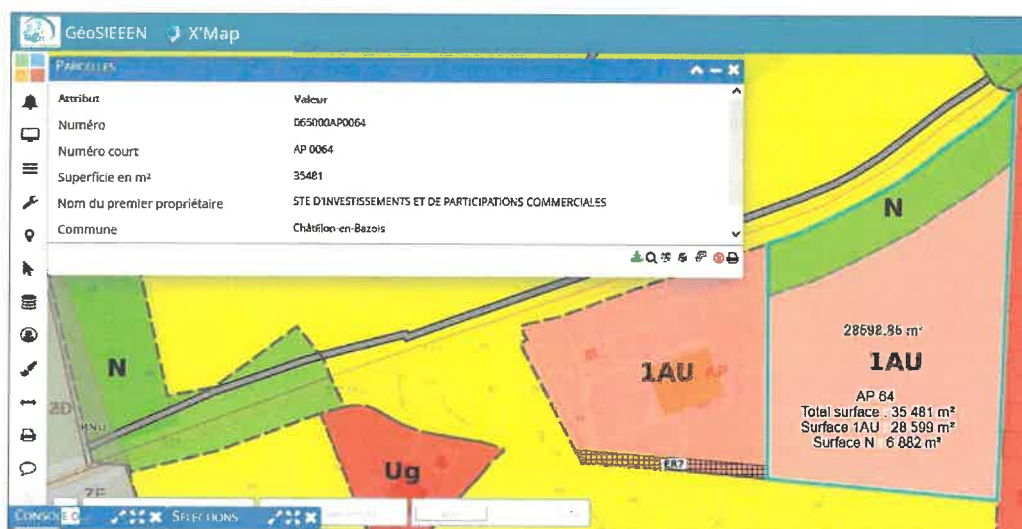 GéoSIEEEN X'Map
PARCELLES
Attribut Valeur
Numéro 065000AP0064
Numéro court AP 0064
Superficie en m² 35481
Nom du premier propriétaire STE D'INVESTISSEMENTS ET DE PARTICIPATIONS COMMERCIALES
Commune Châtillon-en-Bazois
N
28598.86 m²
1AU
AP 64
Total surface : 35 481 m²
Surface 1AU 28 599 m²
Surface N 6 882 m²
1AU
AP
N
2D
RNU
ER7
Ug
SÉLECTIONS